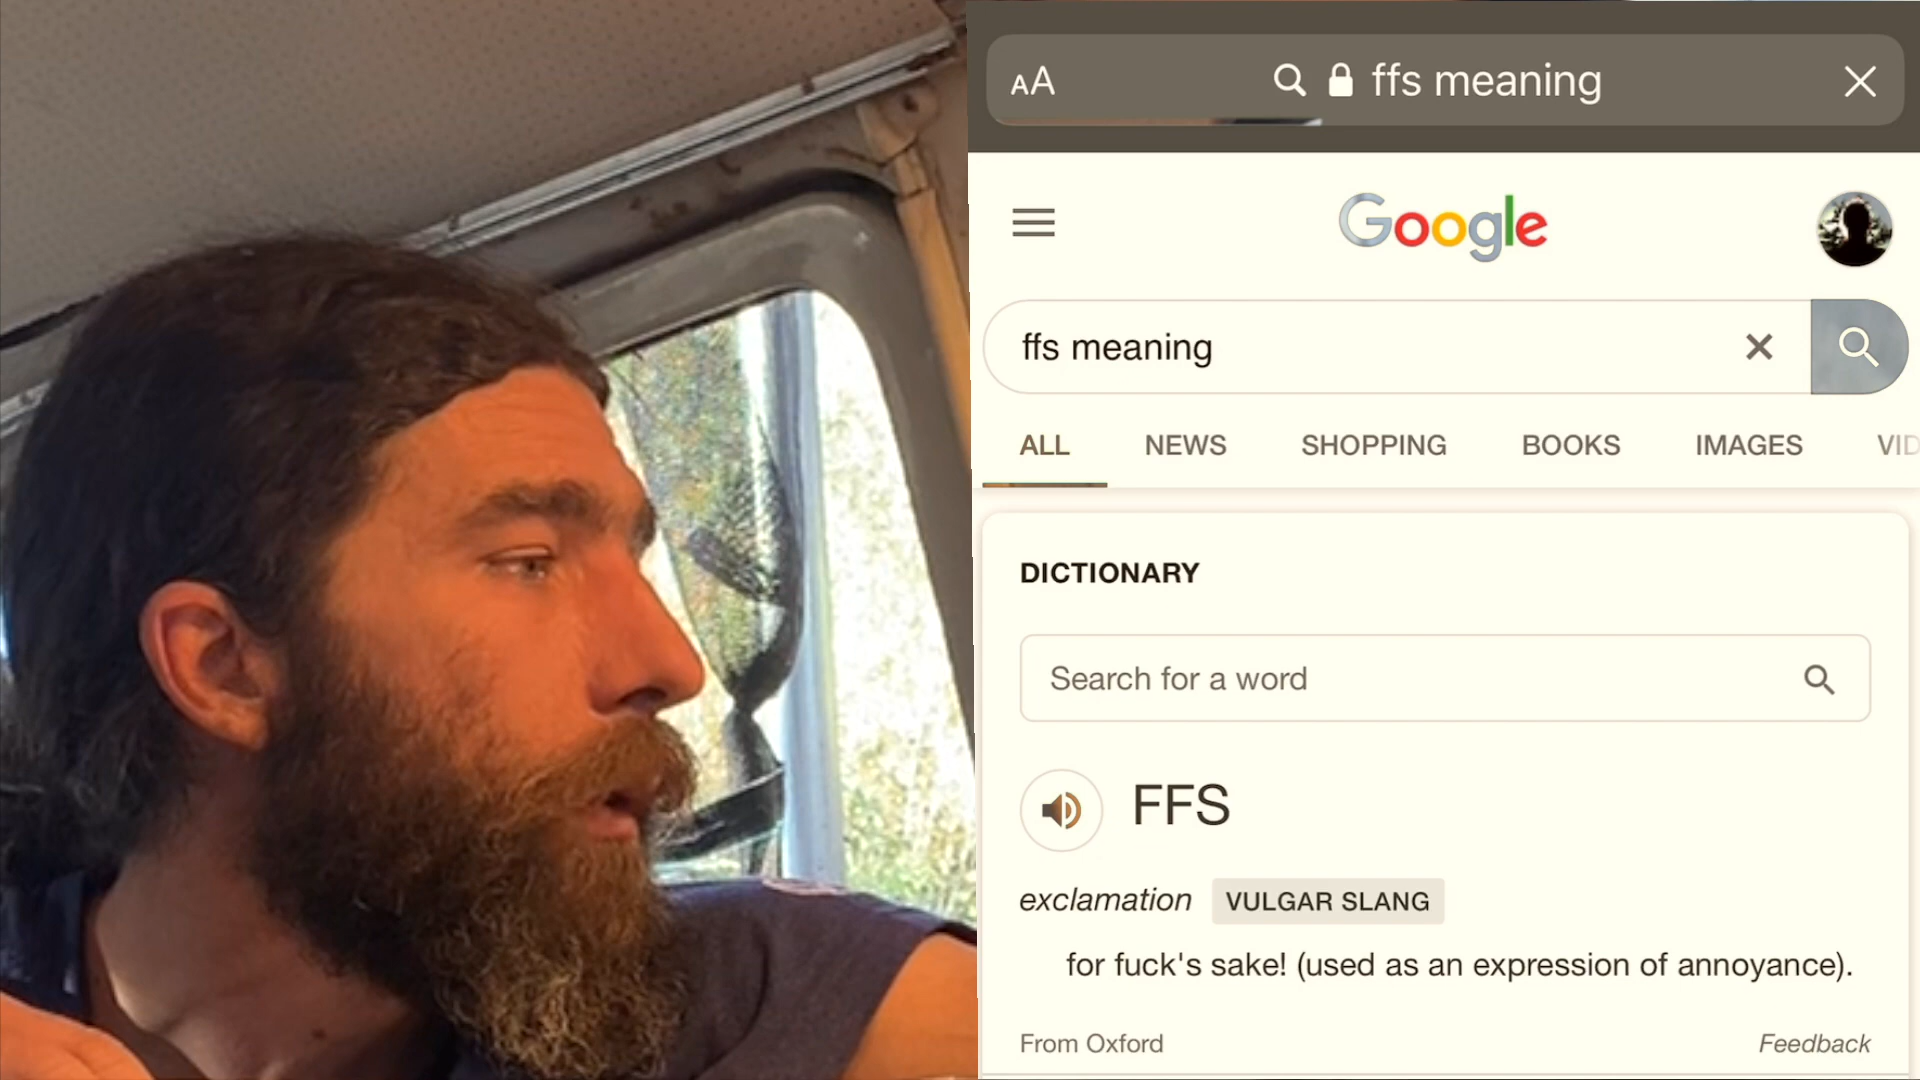 AA ffs meaning
Google
ffs meaning
ALL NEWS SHOPPING BOOKS IMAGES VID
DICTIONARY
Search for a word
FFS
exclamation VULGAR SLANG
for fuck's sake! (used as an expression of annoyance).
From Oxford Feedback